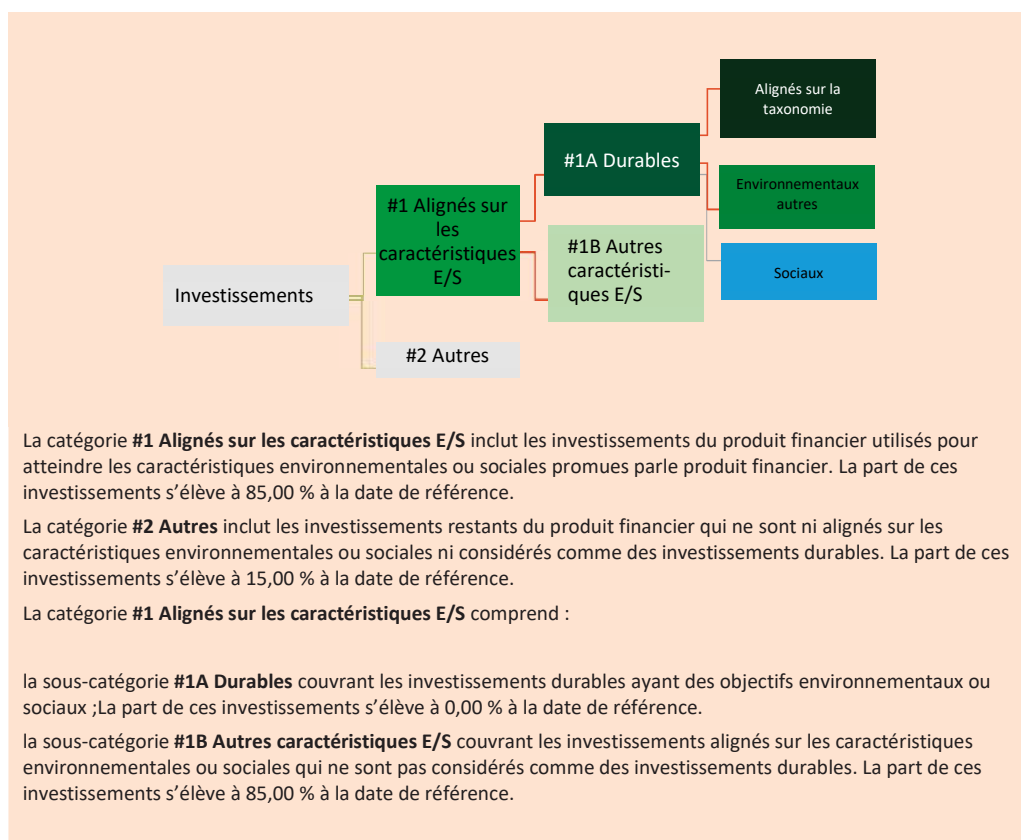 Alignés sur la
taxonomie
#1A Durables
#1 Alignés sur
les
caractéristiques
E/S
Environnementaux
autres
#1B Autres
caractéristi-
ques E/S
Sociaux
Investissements
#2 Autres
La catégorie #1 Alignés sur les caractéristiques E/S inclut les investissements du produit financier utilisés pour
atteindre les caractéristiques environnementales ou sociales promues parle produit financier. La part de ces
investissements s’élève à 85,00 % à la date de référence.
La catégorie #2 Autres inclut les investissements restants du produit financier qui ne sont ni alignés sur les
caractéristiques environnementales ou sociales ni considérés comme des investissements durables. La part de ces
investissements s’élève à 15,00 % à la date de référence.
La catégorie #1 Alignés sur les caractéristiques E/S comprend :
la sous-catégorie #1A Durables couvrant les investissements durables ayant des objectifs environnementaux ou
sociaux ;La part de ces investissements s’élève à 0,00 % à la date de référence.
la sous-catégorie #1B Autres caractéristiques E/S couvrant les investissements alignés sur les caractéristiques
environnementales ou sociales qui ne sont pas considérés comme des investissements durables. La part de ces
investissements s’élève à 85,00 % à la date de référence.